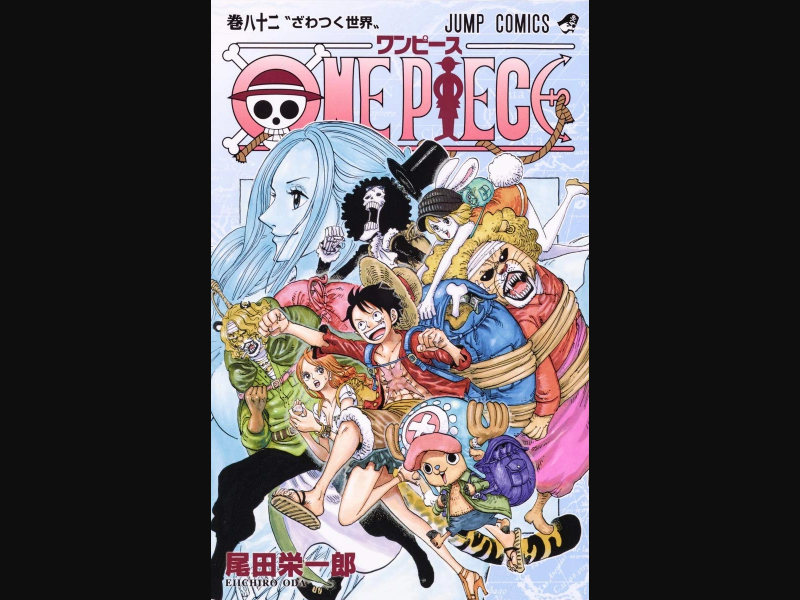 巻八十二 〝ざわつく世界〟
JUMP COMICS
ワンピース
ONE PIECE
尾田栄一郎
EIICHIRO ODA